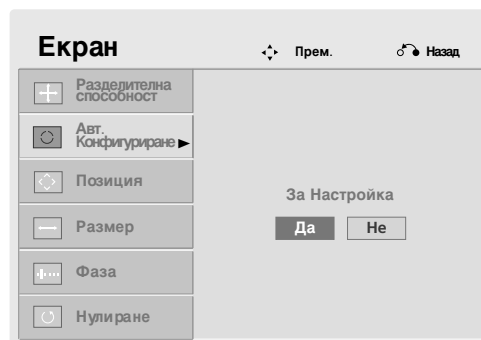 Екран
Прем.
Назад
Разделителна
способност
Авт.
Конфигуриране
Позиция
Размер
Фаза
Нулиране
За Настройка
Да
Не